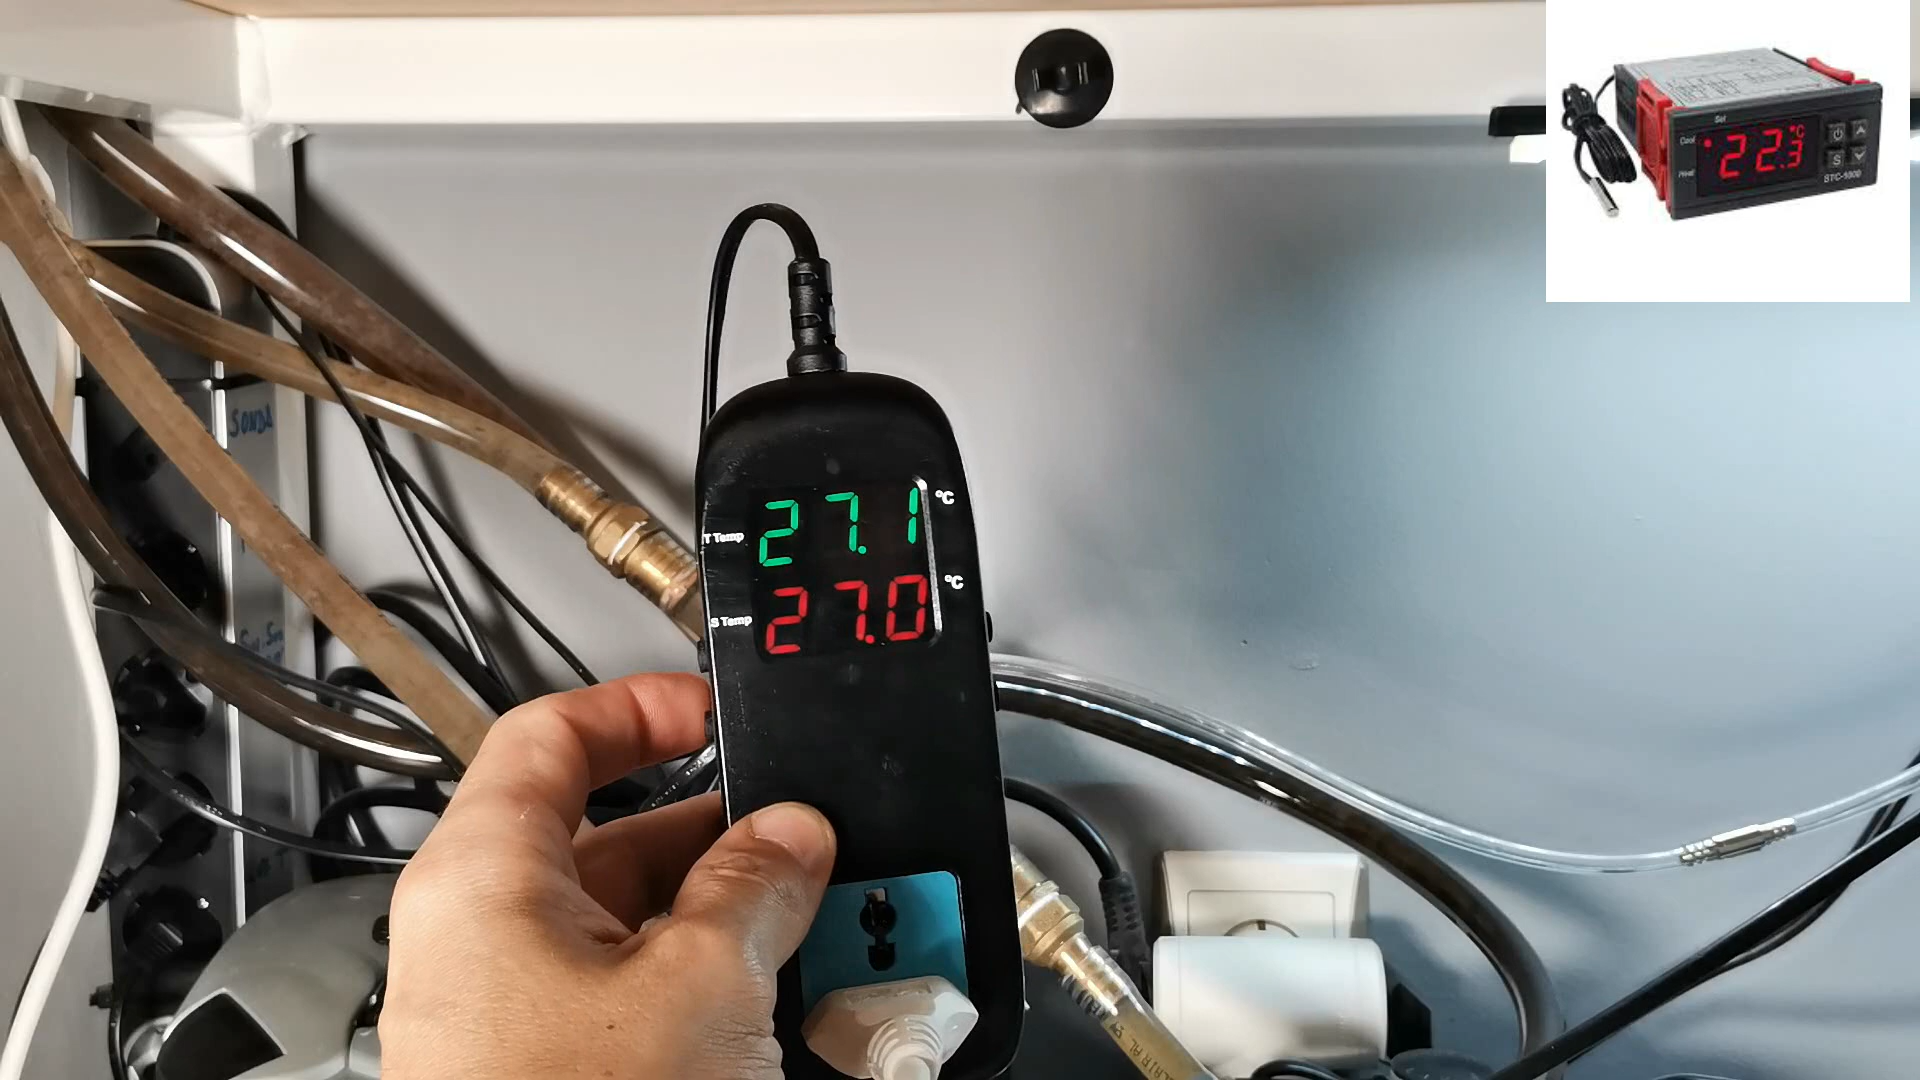 27.1 °C
T Temp
27.0 °C
S Temp
SONDA
Set
Cool
Heat
22.3 °C
S
STC-1000